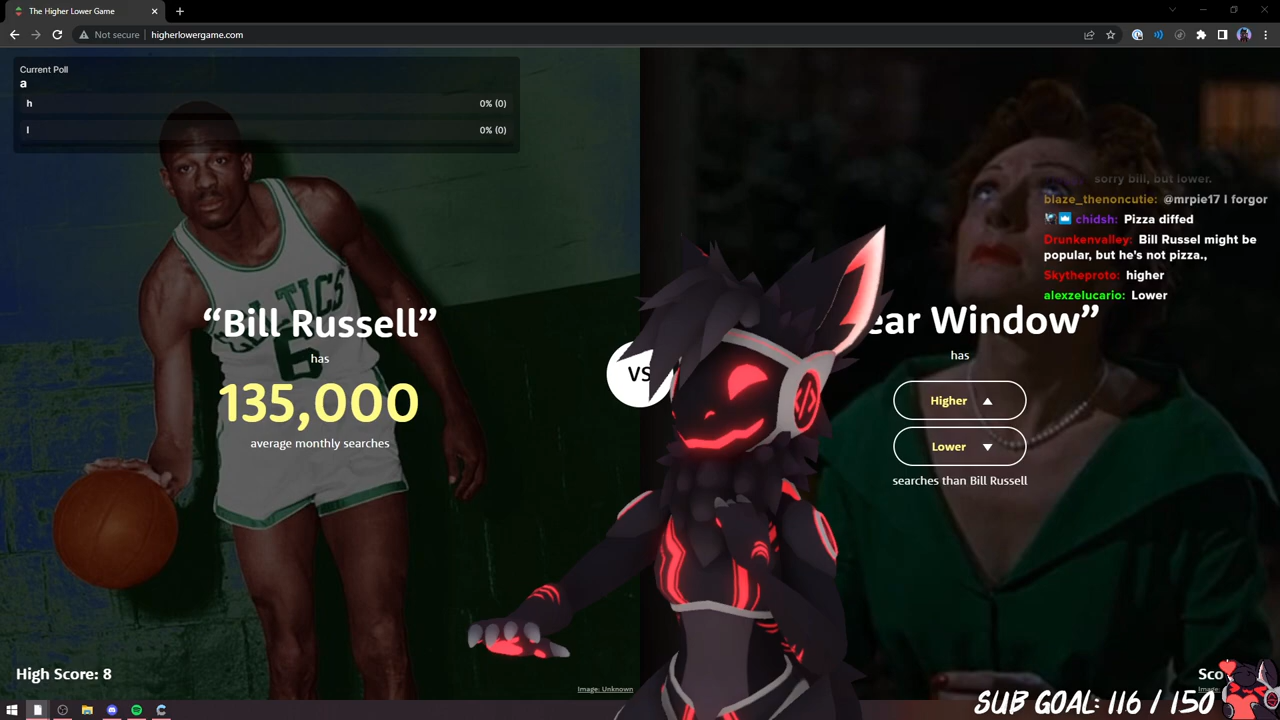 The Higher Lower Game
Not secure
higherlowergame.com
Current Poll
a
h 0% (0)
l 0% (0)
sorry bill, but lower.
blaze_thenoncutie: @mrpie17 I forgor
chidsh: Pizza diffed
Drunkenvalley: Bill Russel might be
popular, but he's not pizza.,
Skytheproto: higher
alexzelucario: Lower
“Bill Russell”
has
135,000
average monthly searches
CELTICS
6
VS
ear Window”
has
Higher
Lower
searches than Bill Russell
High Score: 8
Image: Unknown
Sco
SUB GOAL: 116 / 150